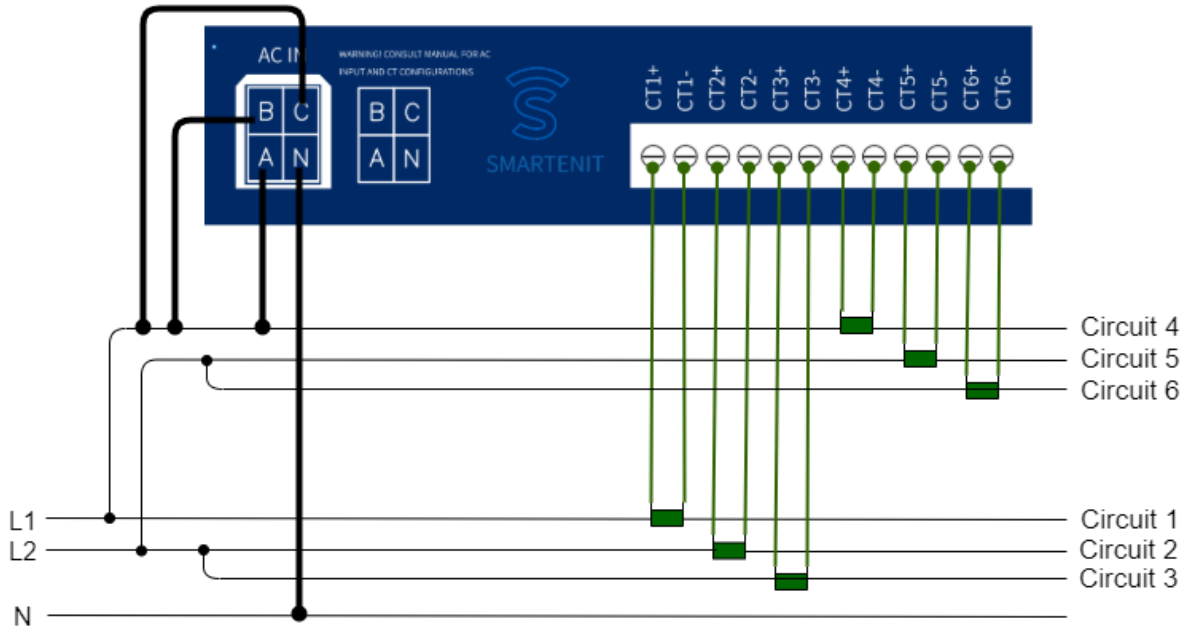 AC IN
WARNING! CONSULT MANUAL FOR AC
INPUT AND CT CONFIGURATIONS
B C
A N
B C
A N
SMARTENIT
CT1+
CT1-
CT2+
CT2-
CT3+
CT3-
CT4+
CT4-
CT5+
CT5-
CT6+
CT6-
Circuit 4
Circuit 5
Circuit 6
L1
Circuit 1
L2
Circuit 2
Circuit 3
N